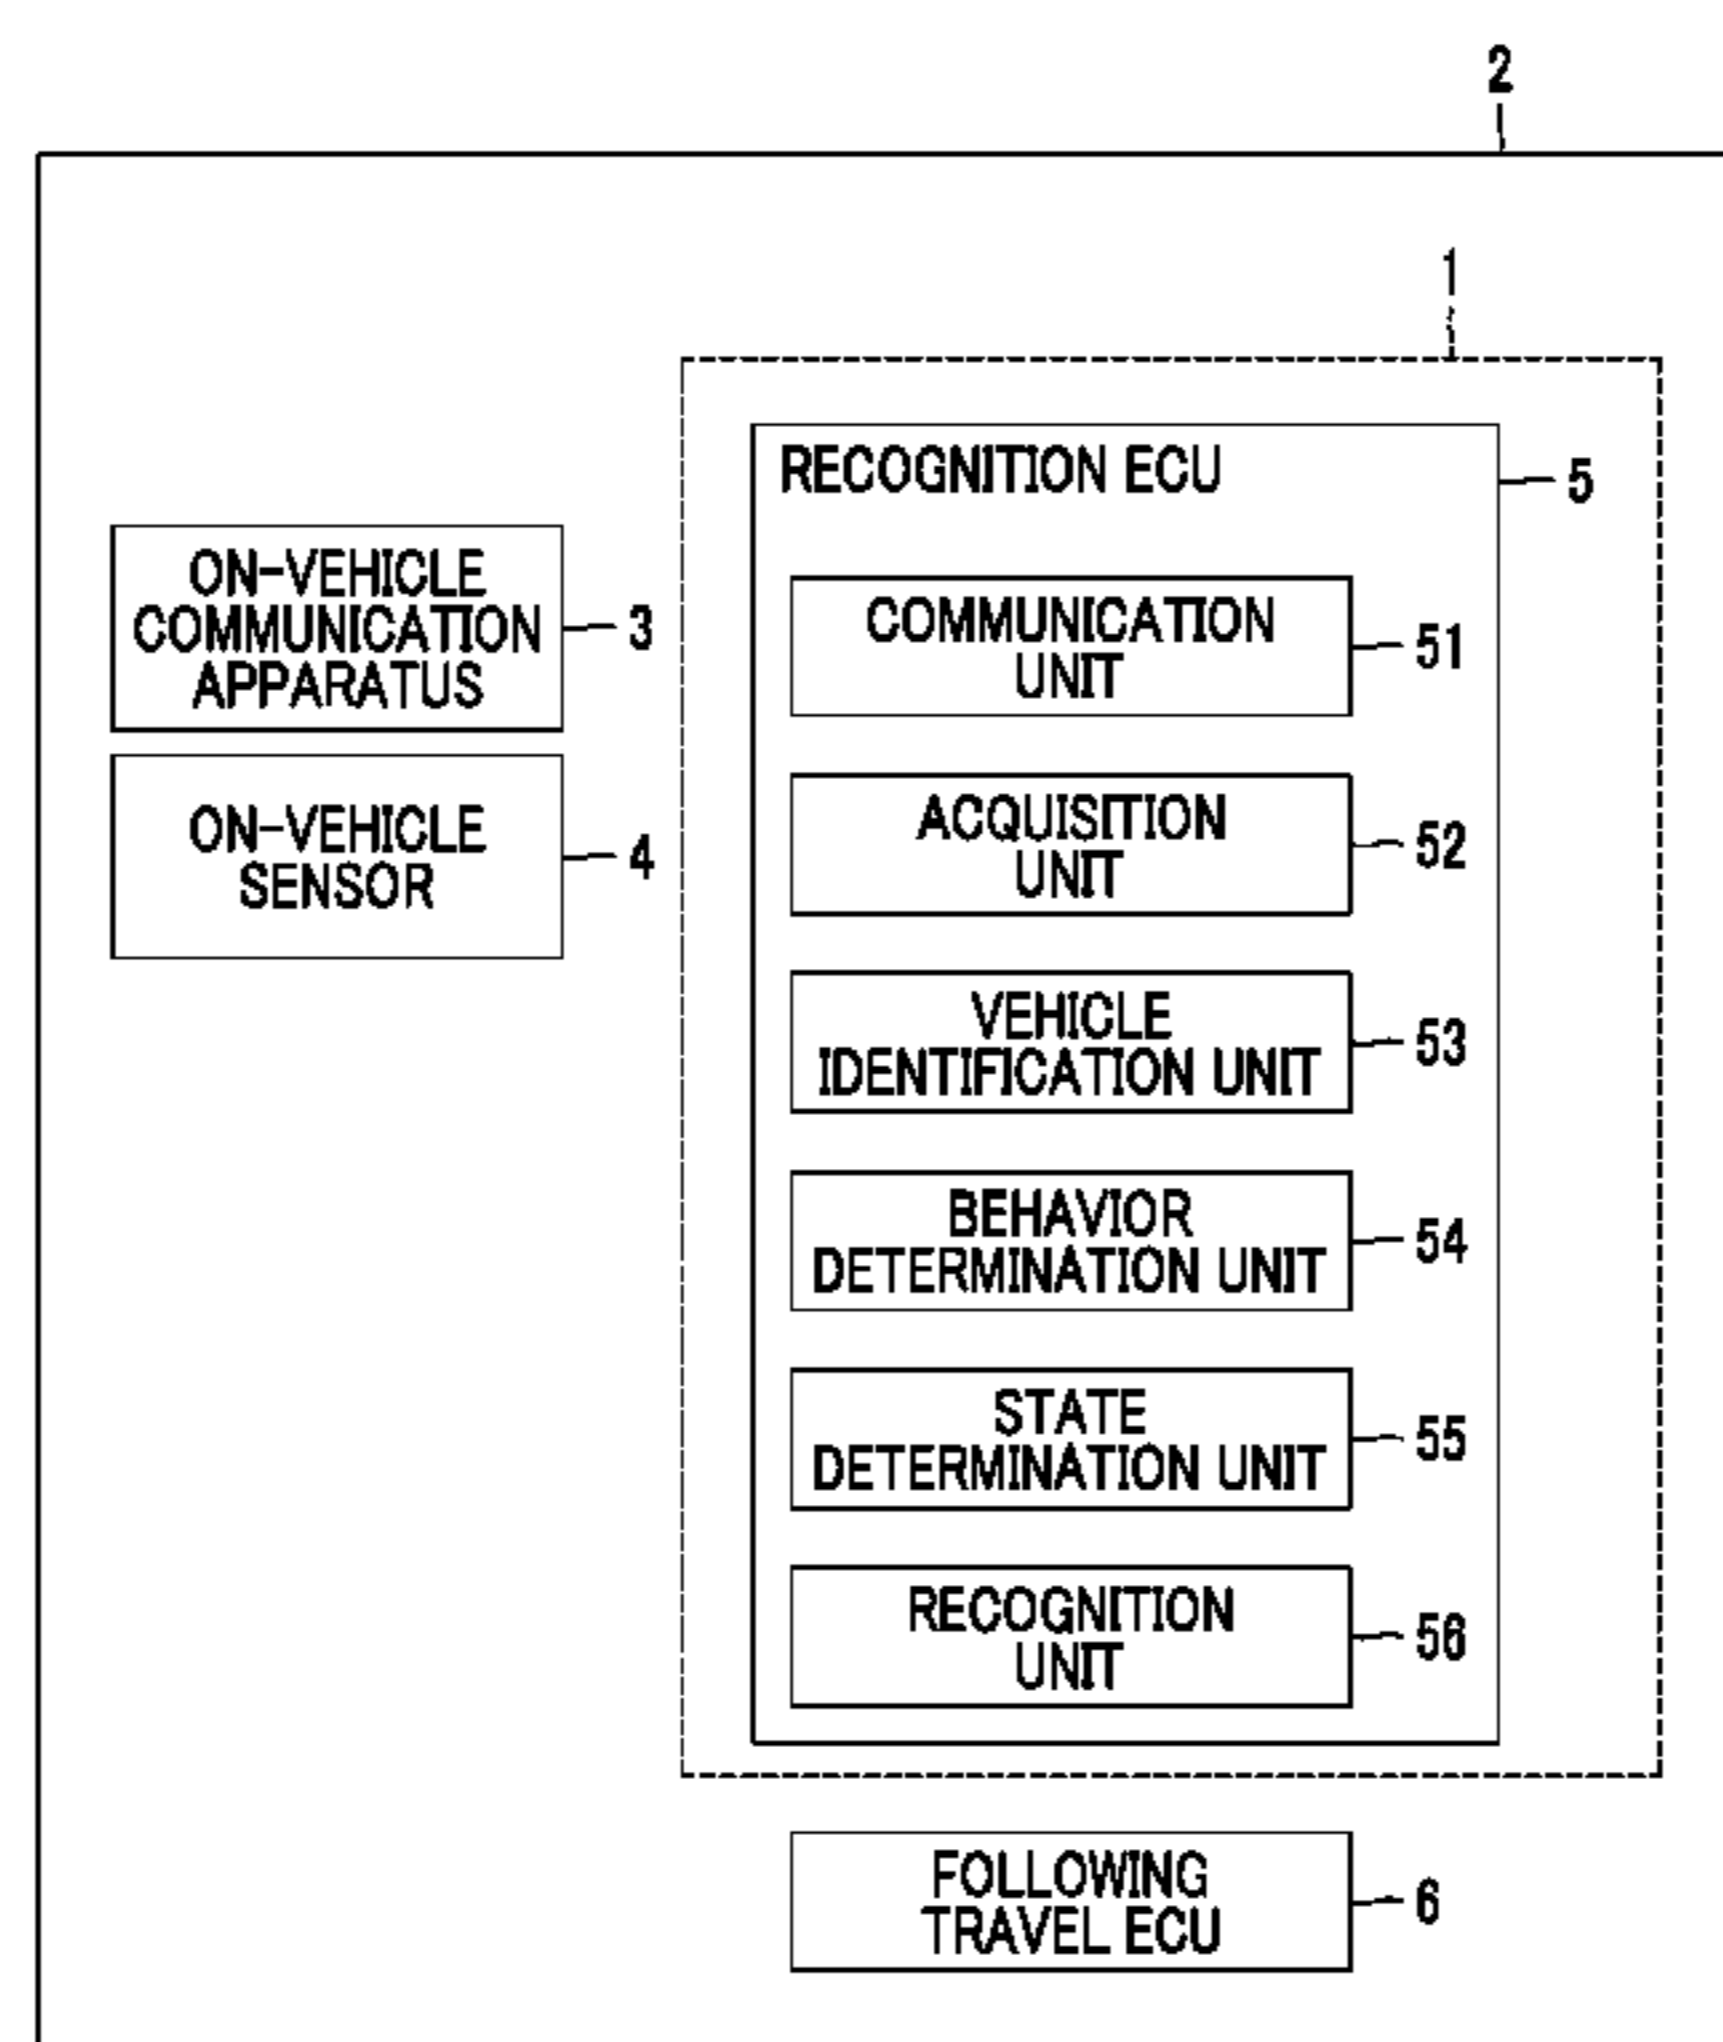 2
1
RECOGNITION ECU
5
ON-VEHICLE
COMMUNICATION
APPARATUS
3
ON-VEHICLE
SENSOR
4
COMMUNICATION
UNIT
51
ACQUISITION
UNIT
52
VEHICLE
IDENTIFICATION UNIT
53
BEHAVIOR
DETERMINATION UNIT
54
STATE
DETERMINATION UNIT
55
RECOGNITION
UNIT
56
FOLLOWING
TRAVEL ECU
6